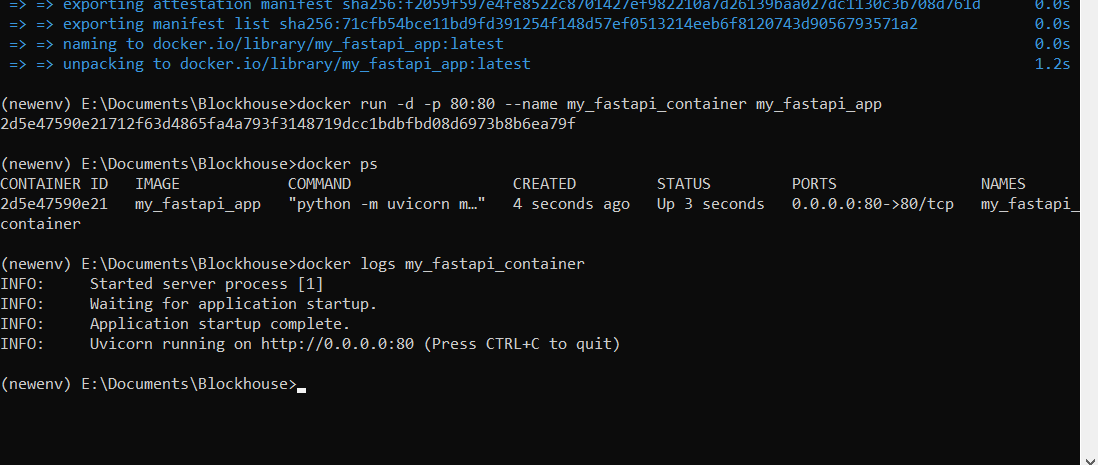 => => exporting attestation manifest sha256:f2059f597e4fe8522c8701427ef982210a7d26139baa027dc1130c3b708d761d 0.0s
=> => exporting manifest list sha256:71cfb54bce11bd9fd391254f148d57ef0513214eeb6f8120743d9056793571a2 0.0s
=> => naming to docker.io/library/my_fastapi_app:latest 0.0s
=> => unpacking to docker.io/library/my_fastapi_app:latest 1.2s
(newenv) E:\Documents\Blockhouse>docker run -d -p 80:80 --name my_fastapi_container my_fastapi_app
2d5e47590e21712f63d4865fa4a793f3148719dcc1bdbfbd08d6973b8b6ea79f
(newenv) E:\Documents\Blockhouse>docker ps
CONTAINER ID   IMAGE            COMMAND                  CREATED         STATUS         PORTS                NAMES
2d5e47590e21   my_fastapi_app   "python -m uvicorn m…"   4 seconds ago   Up 3 seconds   0.0.0.0:80->80/tcp   my_fastapi_
container
(newenv) E:\Documents\Blockhouse>docker logs my_fastapi_container
INFO:     Started server process [1]
INFO:     Waiting for application startup.
INFO:     Application startup complete.
INFO:     Uvicorn running on http://0.0.0.0:80 (Press CTRL+C to quit)
(newenv) E:\Documents\Blockhouse>